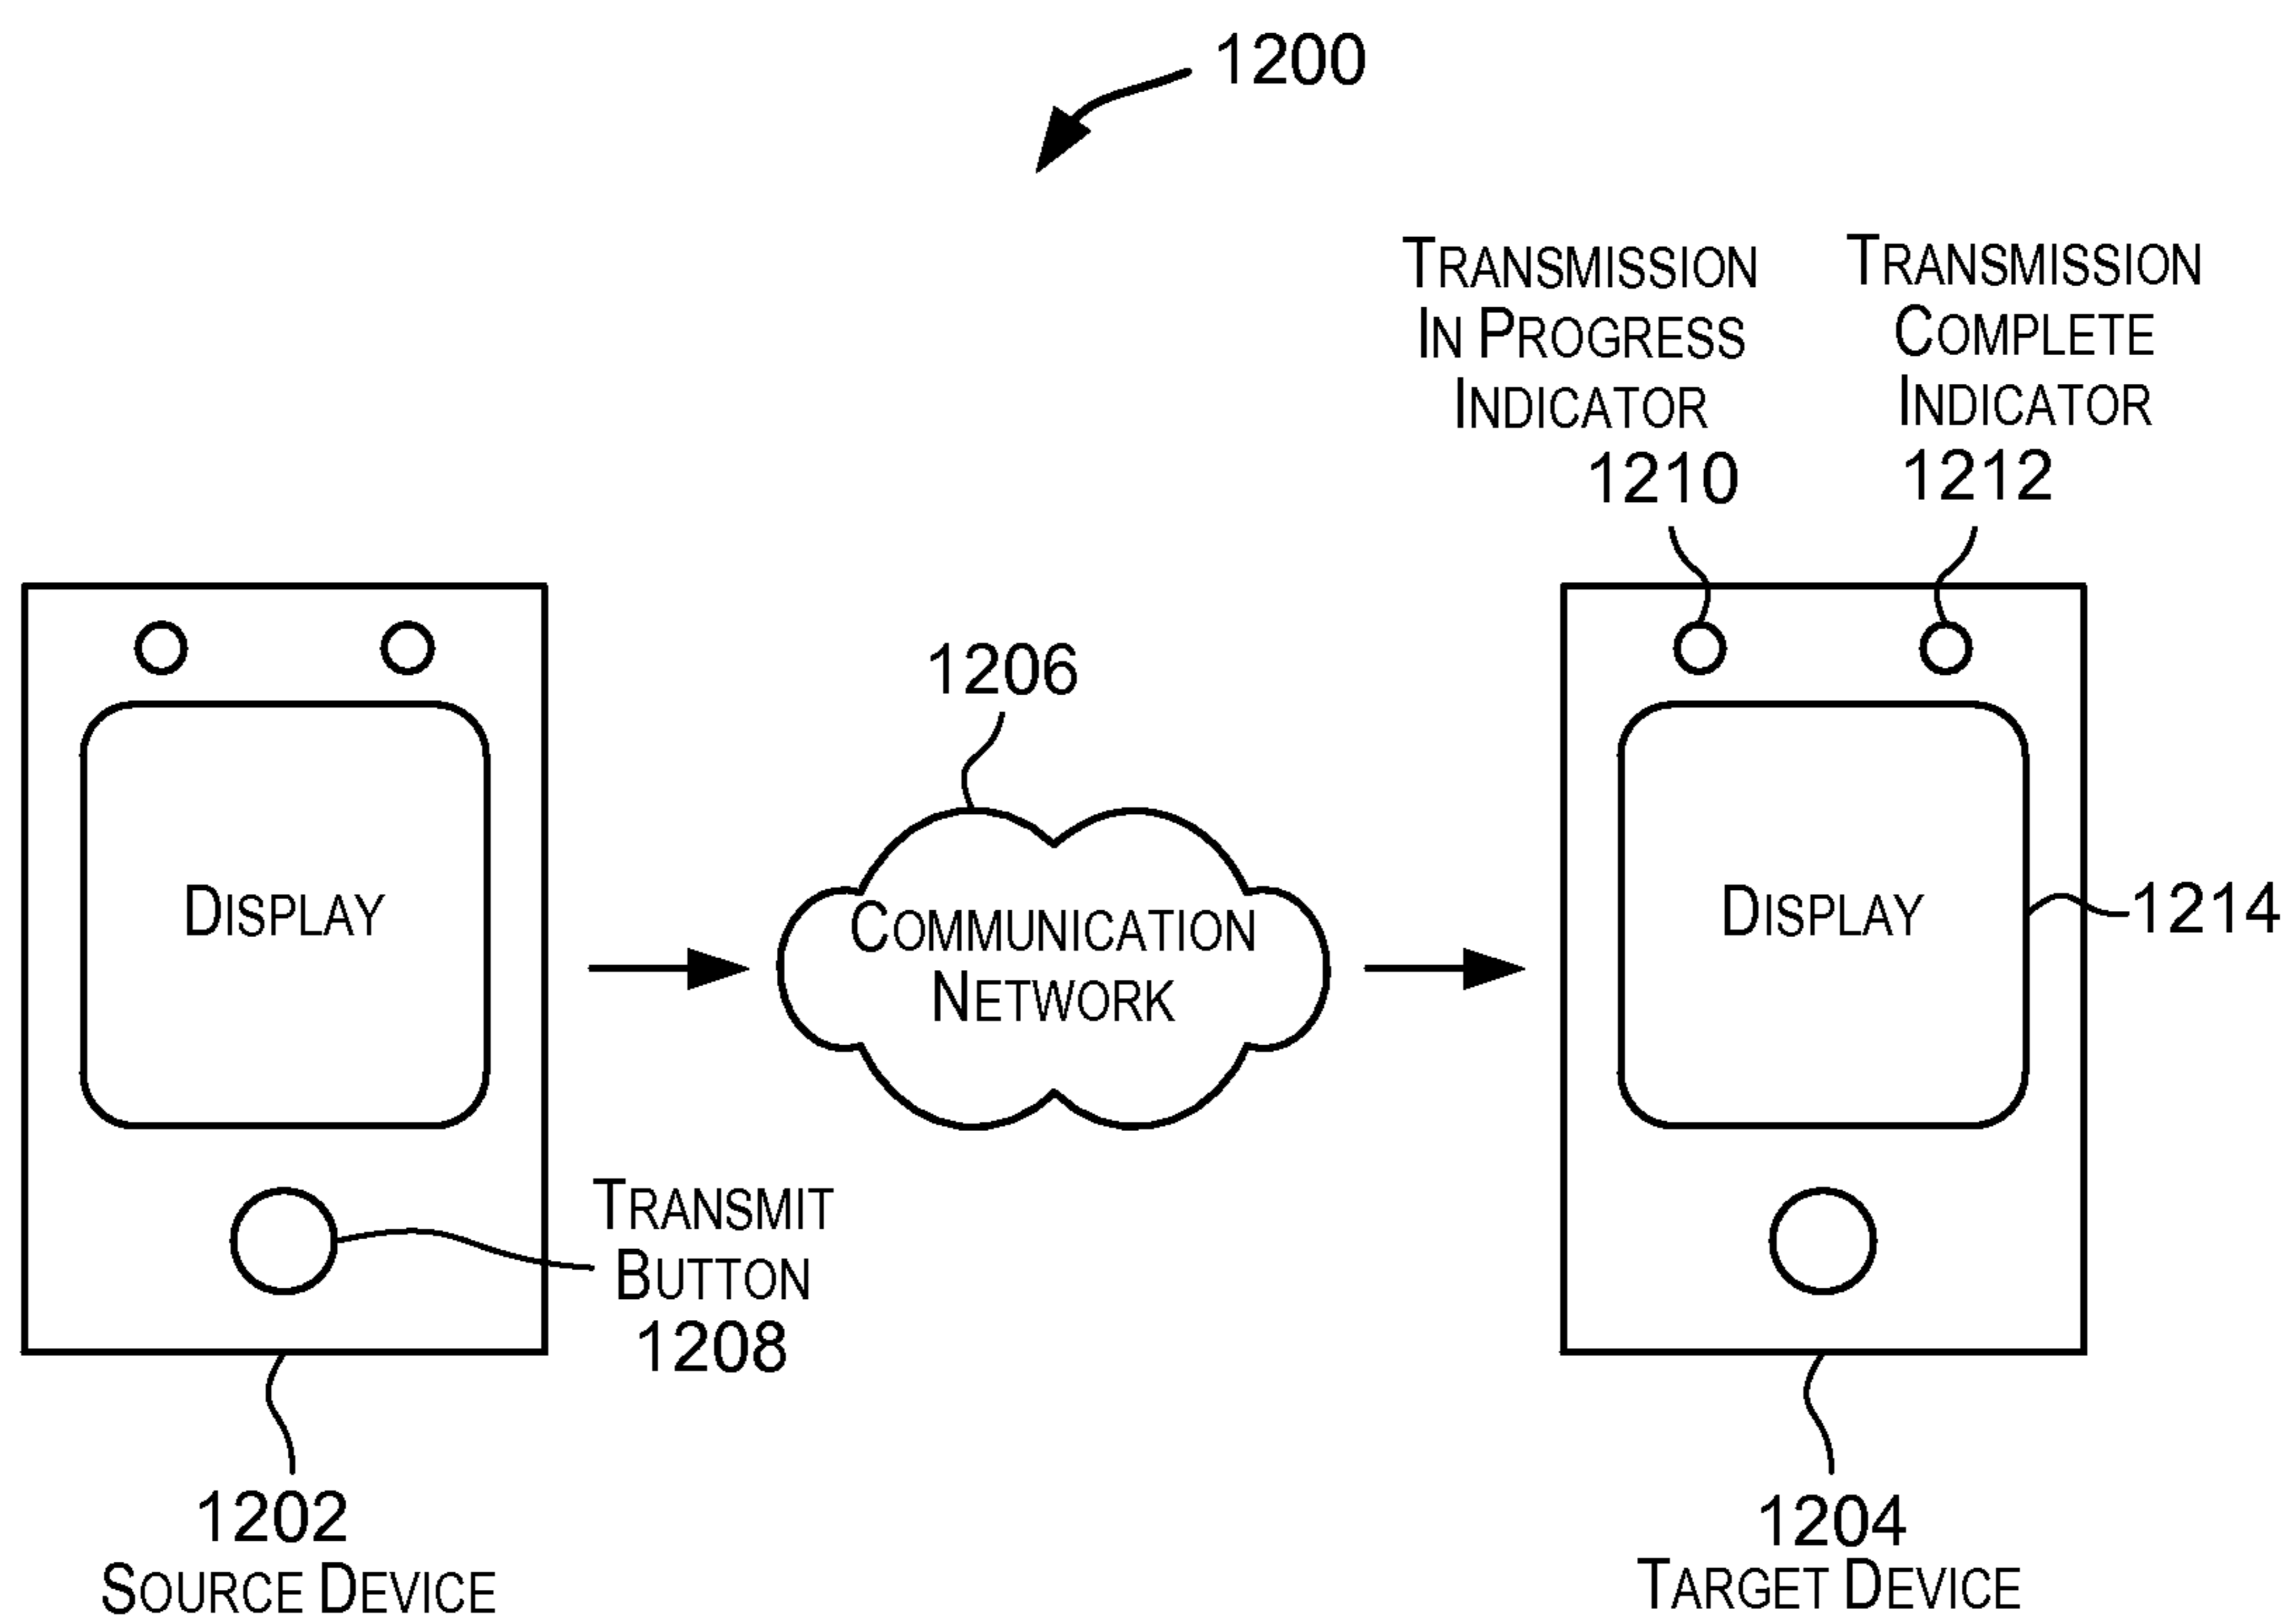 1200
TRANSMISSION
IN PROGRESS
INDICATOR
1210
TRANSMISSION
COMPLETE
INDICATOR
1212
1206
DISPLAY
COMMUNICATION
NETWORK
DISPLAY
1214
TRANSMIT
BUTTON
1208
1202
SOURCE DEVICE
1204
TARGET DEVICE